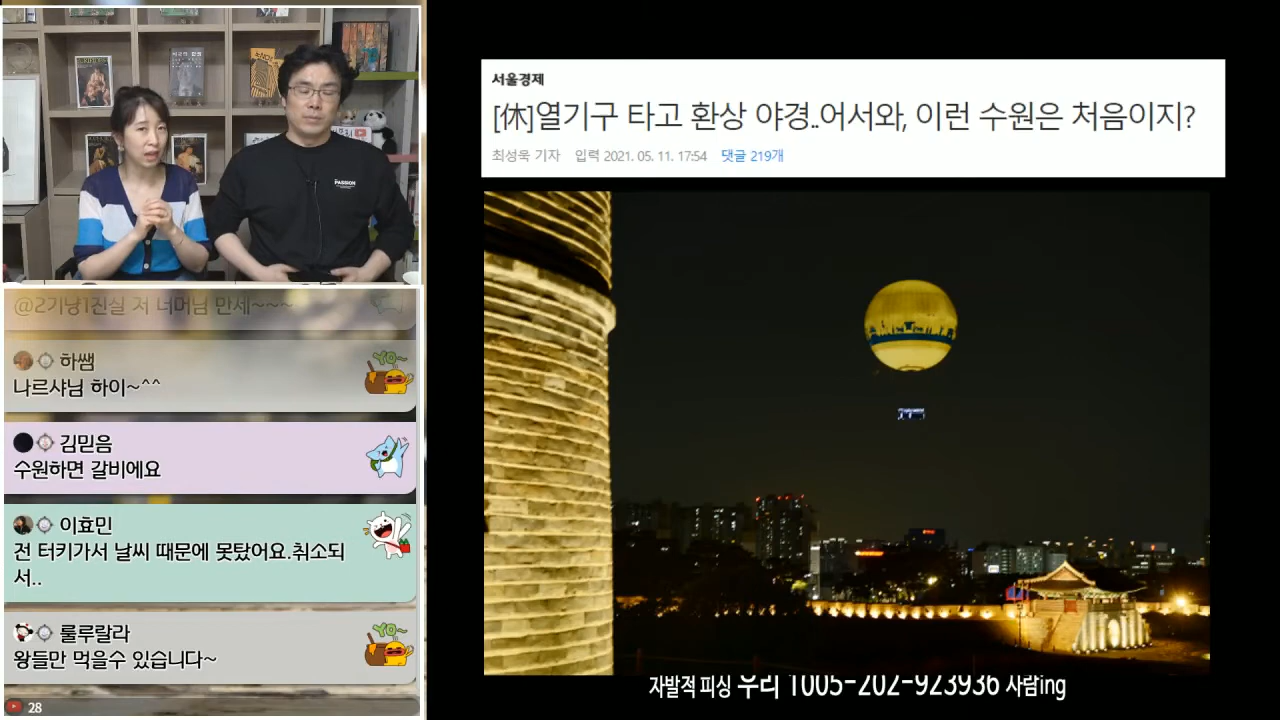 PASSION
@2기냥1진실 저 너머님 만세~~~
YO~
하쌤
나르샤님 하이~^^
김믿음
수원하면 갈비에요
이효민
전 터키가서 날씨 때문에 못탔어요.취소되
서..
YO~
룰루랄라
왕들만 먹을수 있습니다~
28
서울경제
[休]열기구 타고 환상 야경..어서와, 이런 수원은 처음이지?
최성욱 기자 입력 2021. 05. 11. 17:54 댓글 219개
자발적 피싱 우리 1005-202-923936 사람ing